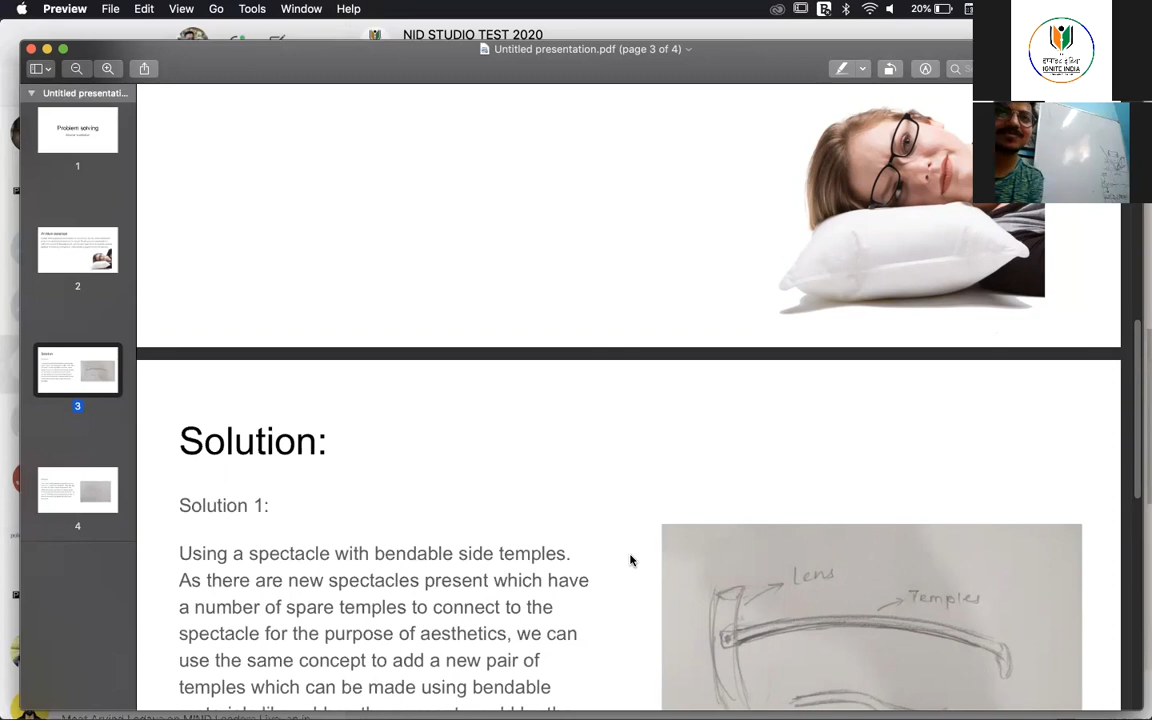 Preview File Edit View Go Tools Window Help
20%
NID STUDIO TEST 2020
Untitled presentation.pdf (page 3 of 4)
Untitled presentati...
Problem solving
1
2
3
4
IGNITE INDIA
Solution:
Solution 1:
Using a spectacle with bendable side temples.
As there are new spectacles present which have
a number of spare temples to connect to the
spectacle for the purpose of aesthetics, we can
use the same concept to add a new pair of
temples which can be made using bendable
Lens
Temples